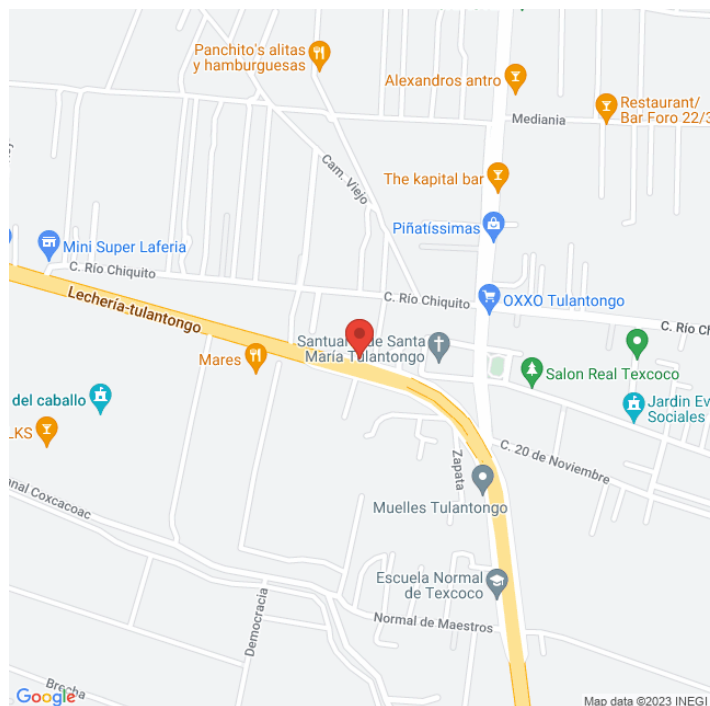 Panchito's alitas
y hamburguesas
Alexandros antro
Restaurant/
Bar Foro 22/3
Mediania
Cam. Viejo
The kapital bar
Piñatíssimas
Mini Super Laferia
C. Río Chiquito
C. Río Chiquito
OXXO Tulantongo
C. Río Ch
Lechería-tulantongo
Santuario de Santa
María Tulantongo
Mares
Salon Real Texcoco
del caballo
Jardin Ev
Sociales
LKS
C. 20 de Noviembre
Zapata
Muelles Tulantongo
anal Coxcacoac
Escuela Normal
de Texcoco
Democracia
Normal de Maestros
Brecha
Google
Map data ©2023 INEGI